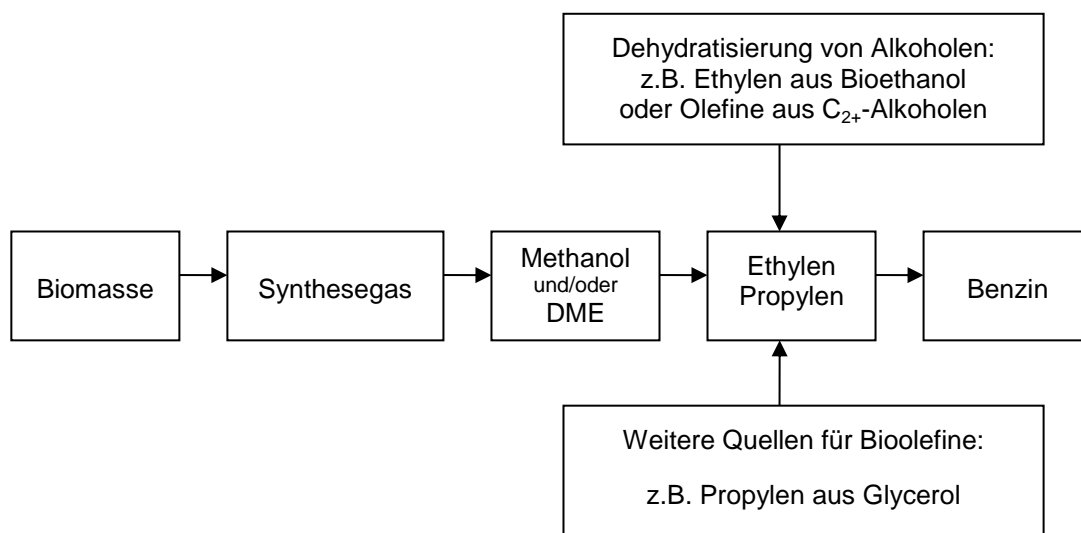 Dehydratisierung von Alkoholen:
z.B. Ethylen aus Bioethanol
oder Olefine aus C₂₊-Alkoholen
Biomasse
Synthesegas
Methanol
und/oder
DME
Ethylen
Propylen
Benzin
Weitere Quellen für Bioolefine:
z.B. Propylen aus Glycerol